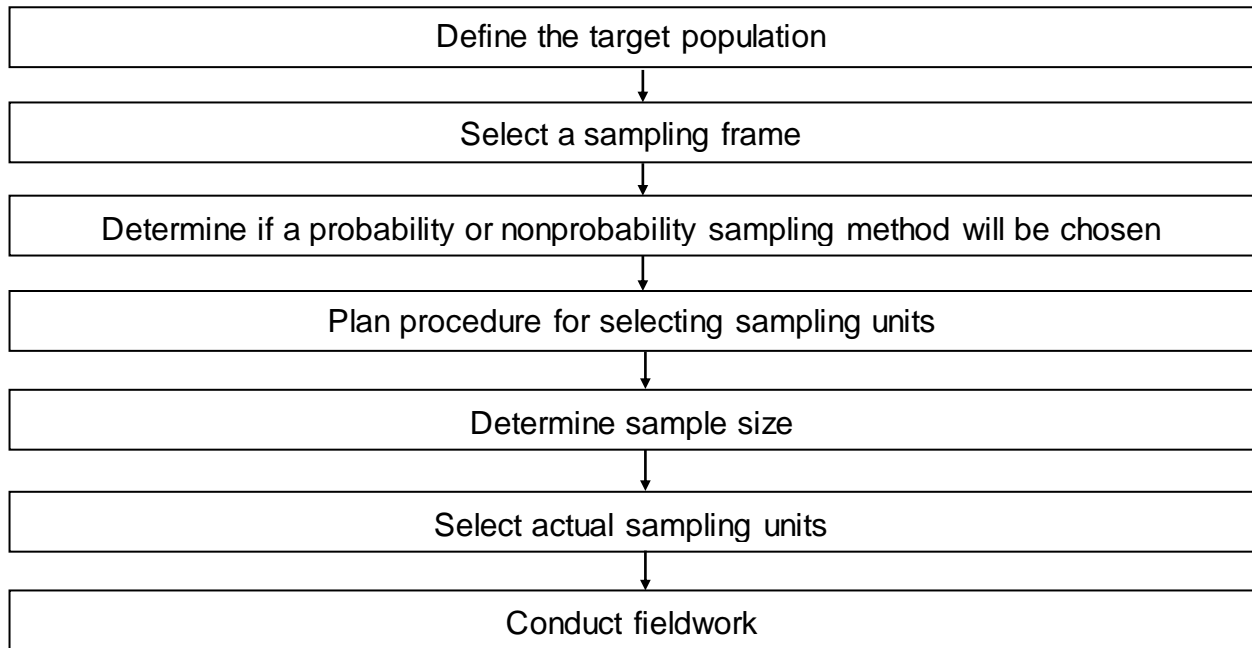 Define the target population
Select a sampling frame
Determine if a probability or nonprobability sampling method will be chosen
Plan procedure for selecting sampling units
Determine sample size
Select actual sampling units
Conduct fieldwork